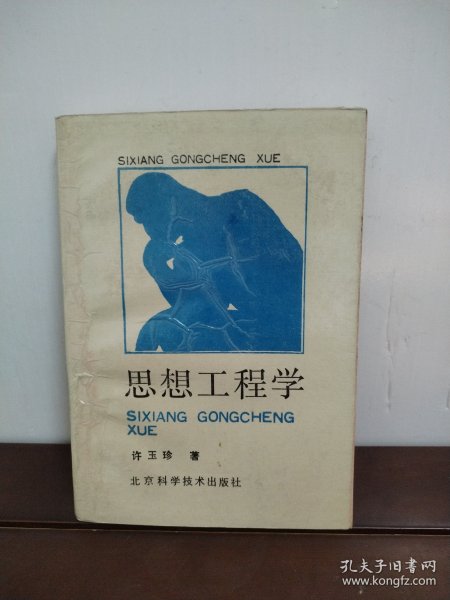 SIXIANG GONGCHENG XUE
思想工程学
SIXIANG GONGCHENG
XUE
许玉珍 著
北京科学技术出版社
孔夫子旧书网
www.kongfz.com